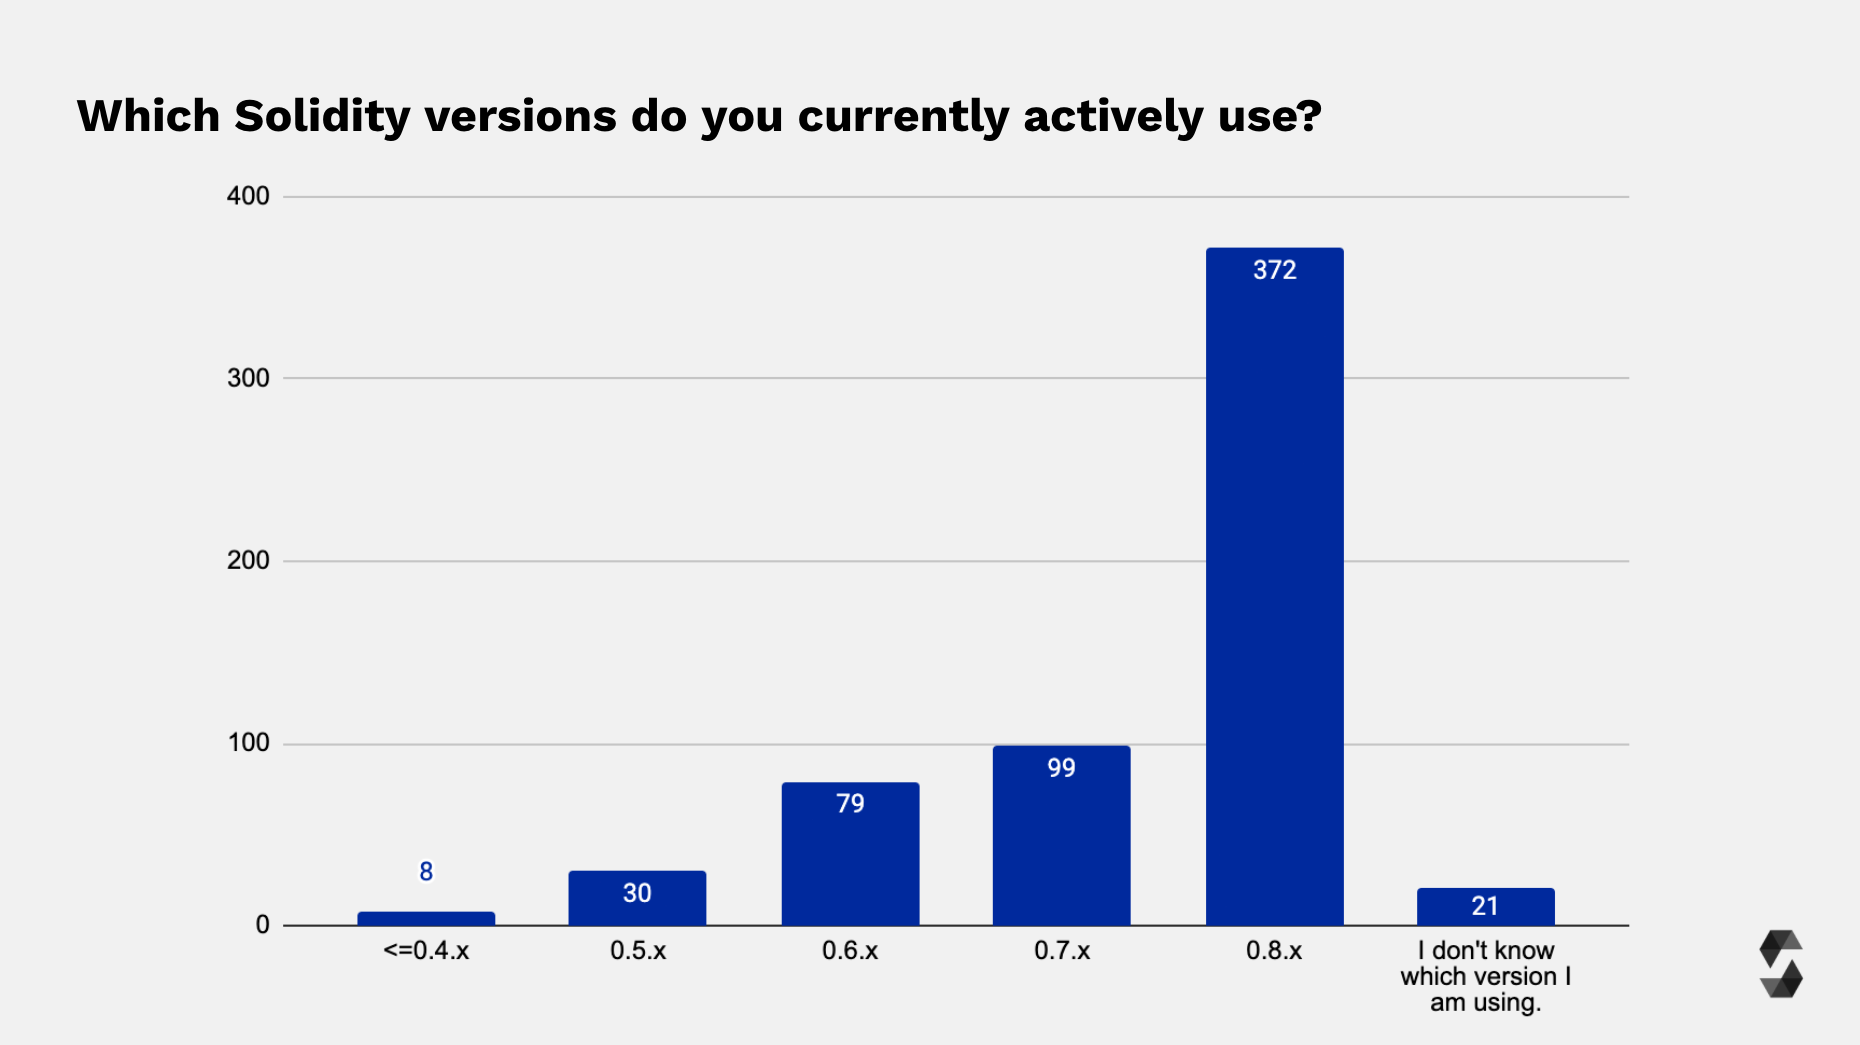 Which Solidity versions do you currently actively use?
400
300
200
100
0
8
30
79
99
372
21
<=0.4.x
0.5.x
0.6.x
0.7.x
0.8.x
I don't know
which version I
am using.